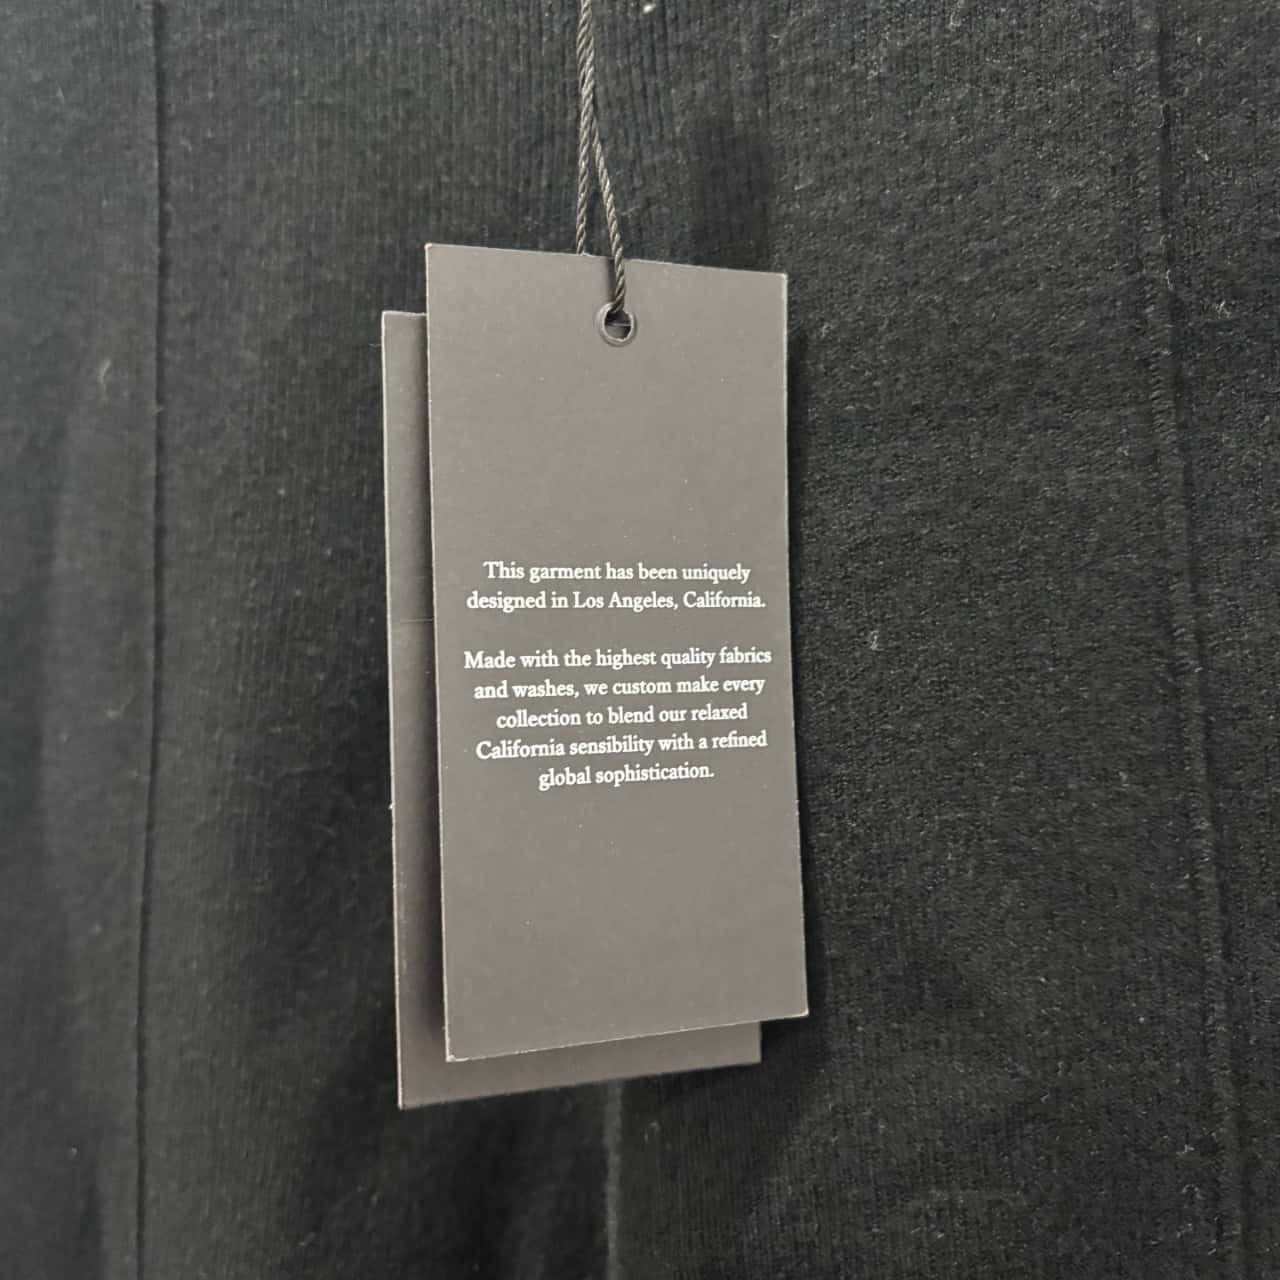 This garment has been uniquely
designed in Los Angeles, California.
Made with the highest quality fabrics
and washes, we custom make every
collection to blend our relaxed
California sensibility with a refined
global sophistication.